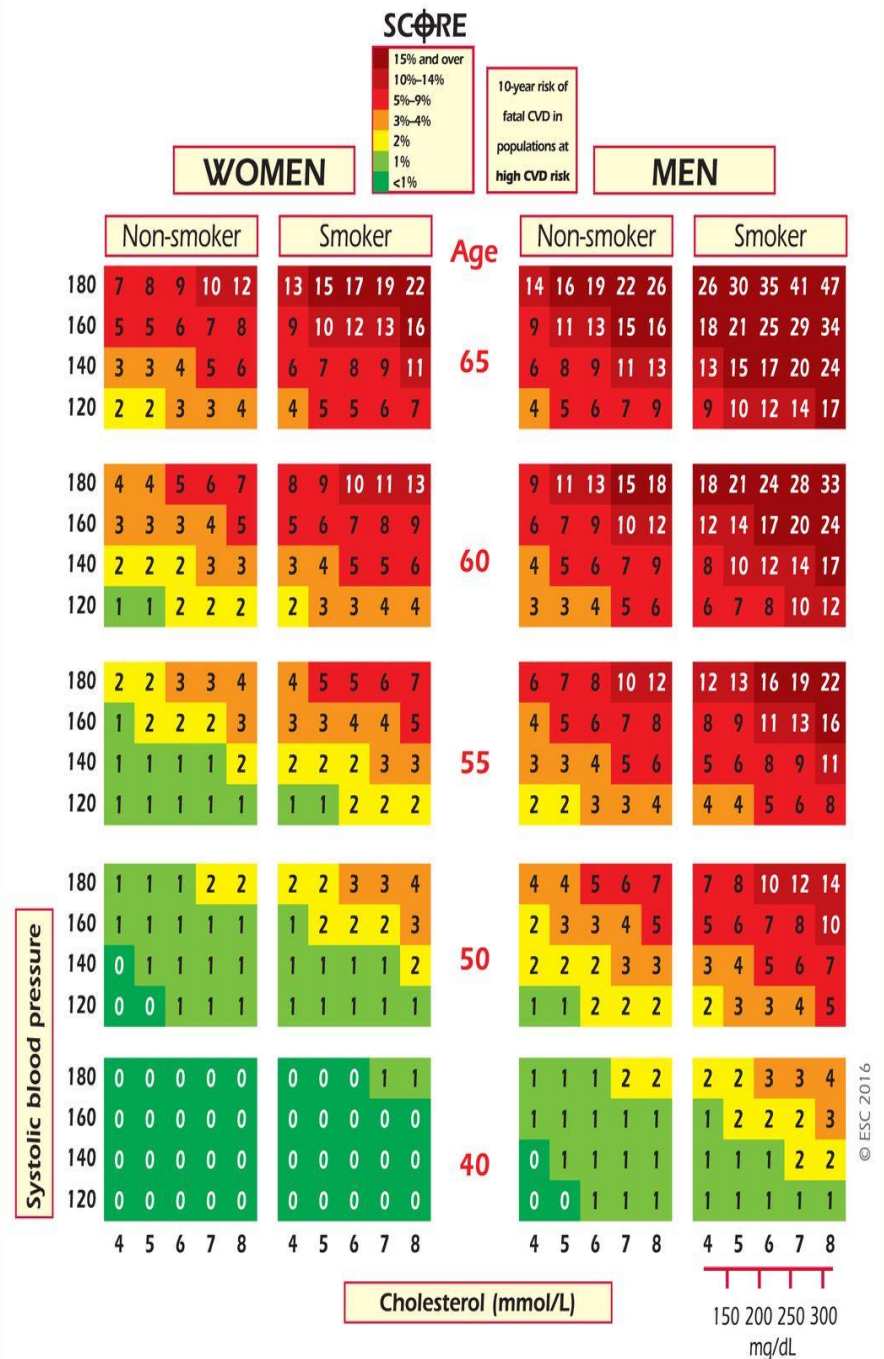 SCORE
15% and over
10%–14%
5%–9%
3%–4%
2%
1%
<1%
10-year risk of
fatal CVD in
populations at
high CVD risk
WOMEN
MEN
Non-smoker Smoker Age Non-smoker Smoker
180 7 8 9 10 12 13 15 17 19 22 14 16 19 22 26 26 30 35 41 47
160 5 5 6 7 8 9 10 12 13 16 9 11 13 15 16 18 21 25 29 34
140 3 3 4 5 6 6 7 8 9 11 65 6 8 9 11 13 13 15 17 20 24
120 2 2 3 3 4 4 5 5 6 7 4 5 6 7 9 9 10 12 14 17
180 4 4 5 6 7 8 9 10 11 13 9 11 13 15 18 18 21 24 28 33
160 3 3 3 4 5 5 6 7 8 9 6 7 9 10 12 12 14 17 20 24
140 2 2 2 3 3 3 4 5 5 6 60 4 5 6 7 9 8 10 12 14 17
120 1 1 2 2 2 2 3 3 4 4 3 3 4 5 6 6 7 8 10 12
180 2 2 3 3 4 4 5 5 6 7 6 7 8 10 12 12 13 16 19 22
160 1 2 2 2 3 3 3 4 4 5 4 5 6 7 8 8 9 11 13 16
140 1 1 1 1 2 2 2 2 3 3 55 3 3 4 5 6 5 6 8 9 11
120 1 1 1 1 1 1 1 2 2 2 2 2 3 3 4 4 4 5 6 8
180 1 1 1 2 2 2 2 3 3 4 4 4 5 6 7 7 8 10 12 14
160 1 1 1 1 1 1 2 2 2 3 2 3 3 4 5 5 6 7 8 10
140 0 1 1 1 1 1 1 1 1 2 50 2 2 2 3 3 3 4 5 6 7
120 0 0 1 1 1 1 1 1 1 1 1 1 2 2 2 2 3 3 4 5
180 0 0 0 0 0 0 0 0 1 1 1 1 1 2 2 2 2 3 3 4
160 0 0 0 0 0 0 0 0 0 0 1 1 1 1 1 1 2 2 2 3
140 0 0 0 0 0 0 0 0 0 0 40 0 1 1 1 1 1 1 1 2 2
120 0 0 0 0 0 0 0 0 0 0 0 0 1 1 1 1 1 1 1 1
4 5 6 7 8 4 5 6 7 8 4 5 6 7 8 4 5 6 7 8
Systolic blood pressure
Cholesterol (mmol/L)
150 200 250 300
mg/dL
© ESC 2016